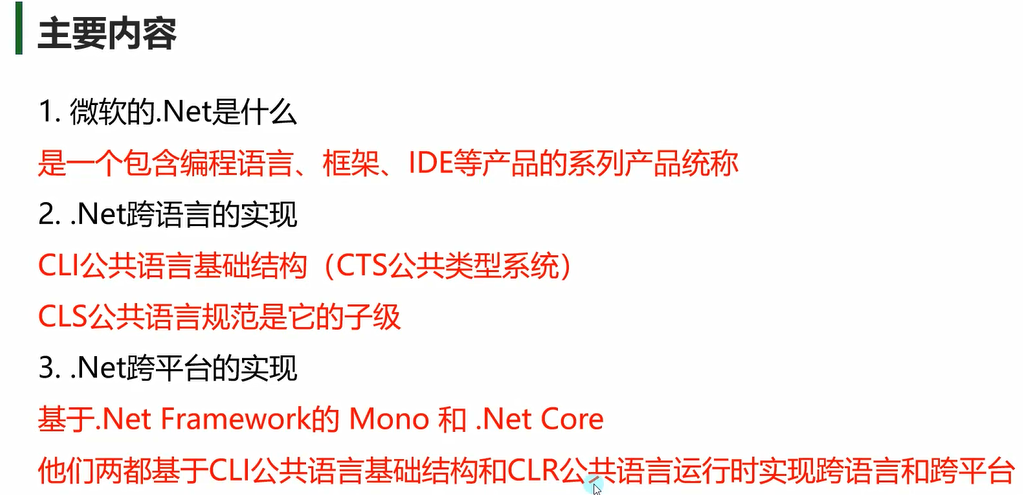 主要内容
1. 微软的.Net是什么
是一个包含编程语言、框架、IDE等产品的系列产品统称
2. .Net跨语言的实现
CLI公共语言基础结构（CTS公共类型系统）
CLS公共语言规范是它的子级
3. .Net跨平台的实现
基于.Net Framework的 Mono 和 .Net Core
他们两都基于CLI公共语言基础结构和CLR公共语言运行时实现跨语言和跨平台